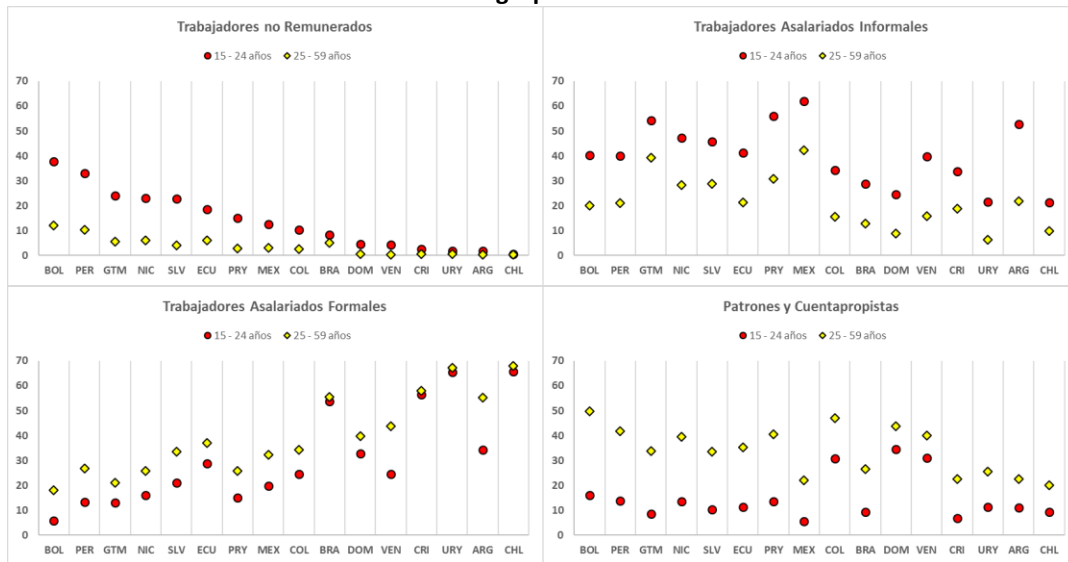 Trabajadores no Remunerados
15 - 24 años 25 - 59 años
70
60
50
40
30
20
10
0
BOL PER GTM NIC SLV ECU PRY MEX COL BRA DOM VEN CRI URY ARG CHL
Trabajadores Asalariados Informales
15 - 24 años 25 - 59 años
70
60
50
40
30
20
10
0
BOL PER GTM NIC SLV ECU PRY MEX COL BRA DOM VEN CRI URY ARG CHL
Trabajadores Asalariados Formales
15 - 24 años 25 - 59 años
70
60
50
40
30
20
10
0
BOL PER GTM NIC SLV ECU PRY MEX COL BRA DOM VEN CRI URY ARG CHL
Patrones y Cuentapropistas
15 - 24 años 25 - 59 años
70
60
50
40
30
20
10
0
BOL PER GTM NIC SLV ECU PRY MEX COL BRA DOM VEN CRI URY ARG CHL